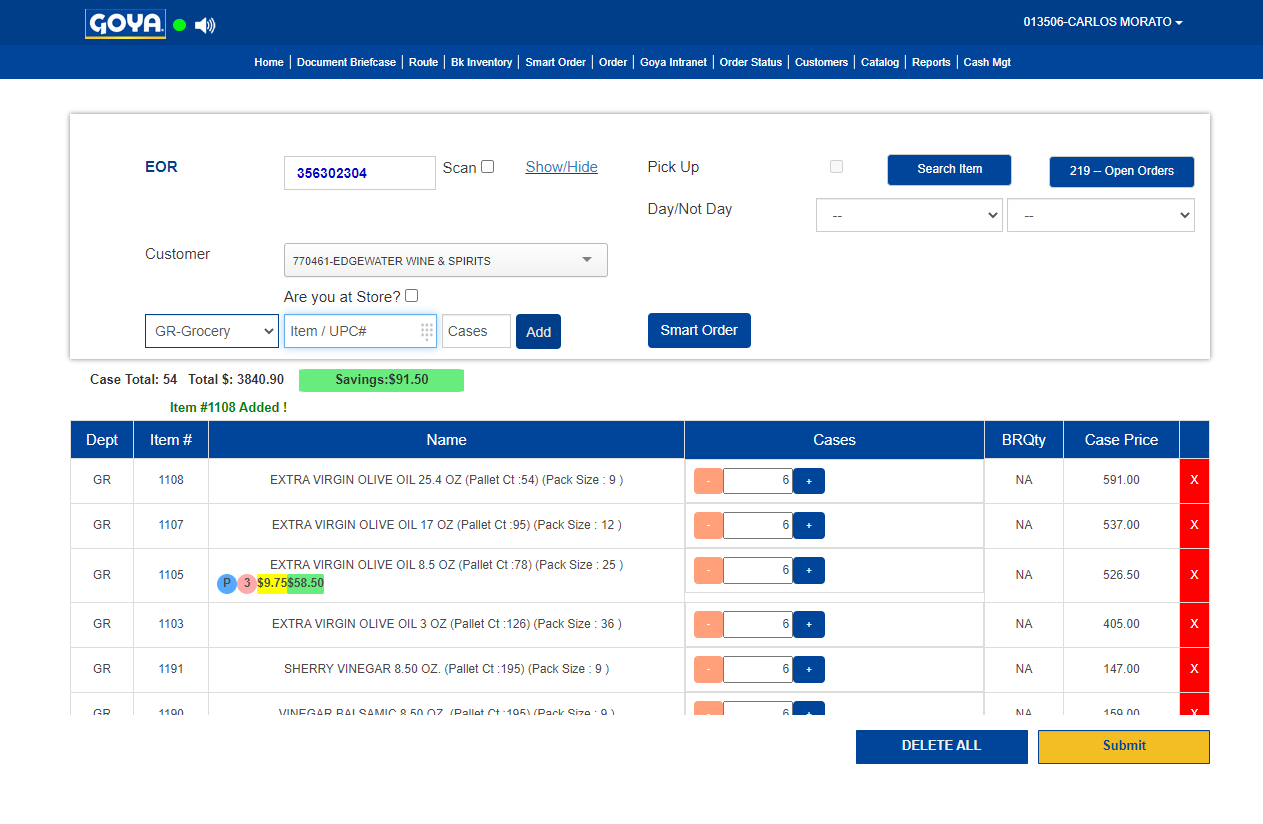 GOYA
013506-CARLOS MORATO
Home | Document Briefcase | Route | Bk Inventory | Smart Order | Order | Goya Intranet | Order Status | Customers | Catalog | Reports | Cash Mgt
EOR 356302304 Scan Show/Hide Pick Up Search Item 219 -- Open Orders
Day/Not Day -- --
Customer 770461-EDGEWATER WINE & SPIRITS
Are you at Store?
GR-Grocery Item / UPC# Cases Add Smart Order
Case Total: 54 Total $: 3840.90 Savings:$91.50
Item #1108 Added !
Dept Item # Name Cases BRQty Case Price
GR 1108 EXTRA VIRGIN OLIVE OIL 25.4 OZ (Pallet Ct :54) (Pack Size : 9 ) - 6 + NA 591.00 X
GR 1107 EXTRA VIRGIN OLIVE OIL 17 OZ (Pallet Ct :95) (Pack Size : 12 ) - 6 + NA 537.00 X
GR 1105 EXTRA VIRGIN OLIVE OIL 8.5 OZ (Pallet Ct :78) (Pack Size : 25 ) - 6 + NA 526.50 X
P 3 $9.75 $58.50
GR 1103 EXTRA VIRGIN OLIVE OIL 3 OZ (Pallet Ct :126) (Pack Size : 36 ) - 6 + NA 405.00 X
GR 1191 SHERRY VINEGAR 8.50 OZ. (Pallet Ct :195) (Pack Size : 9 ) - 6 + NA 147.00 X
GR 1190 VINEGAR BALSAMIC 8.50 OZ. (Pallet Ct :195) (Pack Size : 9 ) - 6 + NA 159.00 X
DELETE ALL Submit